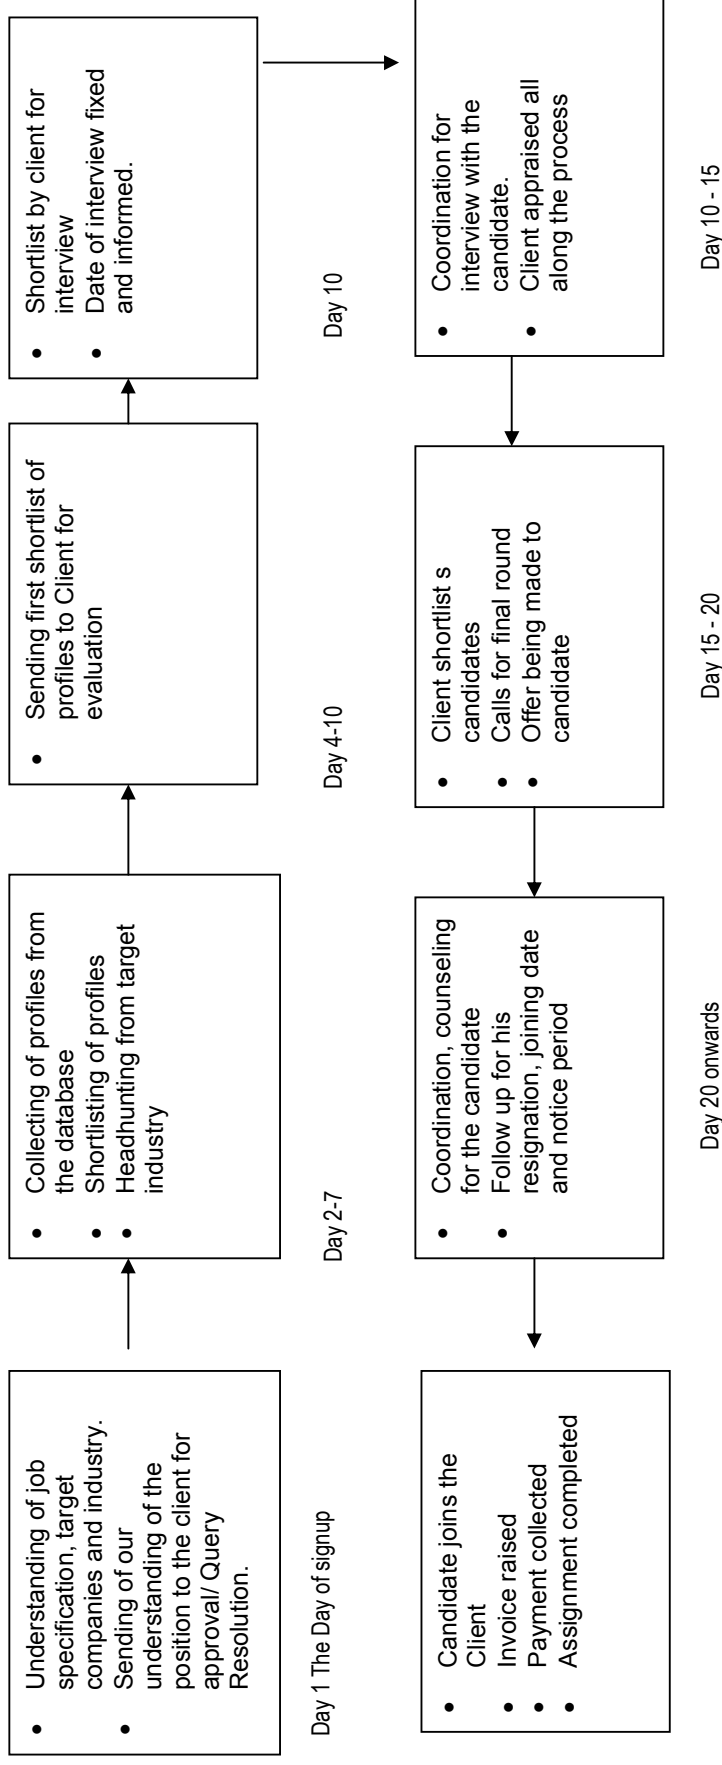 • Understanding of job
specification, target
companies and industry.
• Sending of our
understanding of the
position to the client for
approval/ Query
Resolution.
Day 1 The Day of signup
• Collecting of profiles from
the database
• Shortlisting of profiles
• Headhunting from target
industry
Day 2-7
• Sending first shortlist of
profiles to Client for
evaluation
Day 4-10
• Shortlist by client for
interview
• Date of interview fixed
and informed.
Day 10
• Coordination for
interview with the
candidate.
• Client appraised all
along the process
Day 10 - 15
• Client shortlist s
candidates
• Calls for final round
• Offer being made to
candidate
Day 15 - 20
• Coordination, counseling
for the candidate
• Follow up for his
resignation, joining date
and notice period
Day 20 onwards
• Candidate joins the
Client
• Invoice raised
• Payment collected
• Assignment completed